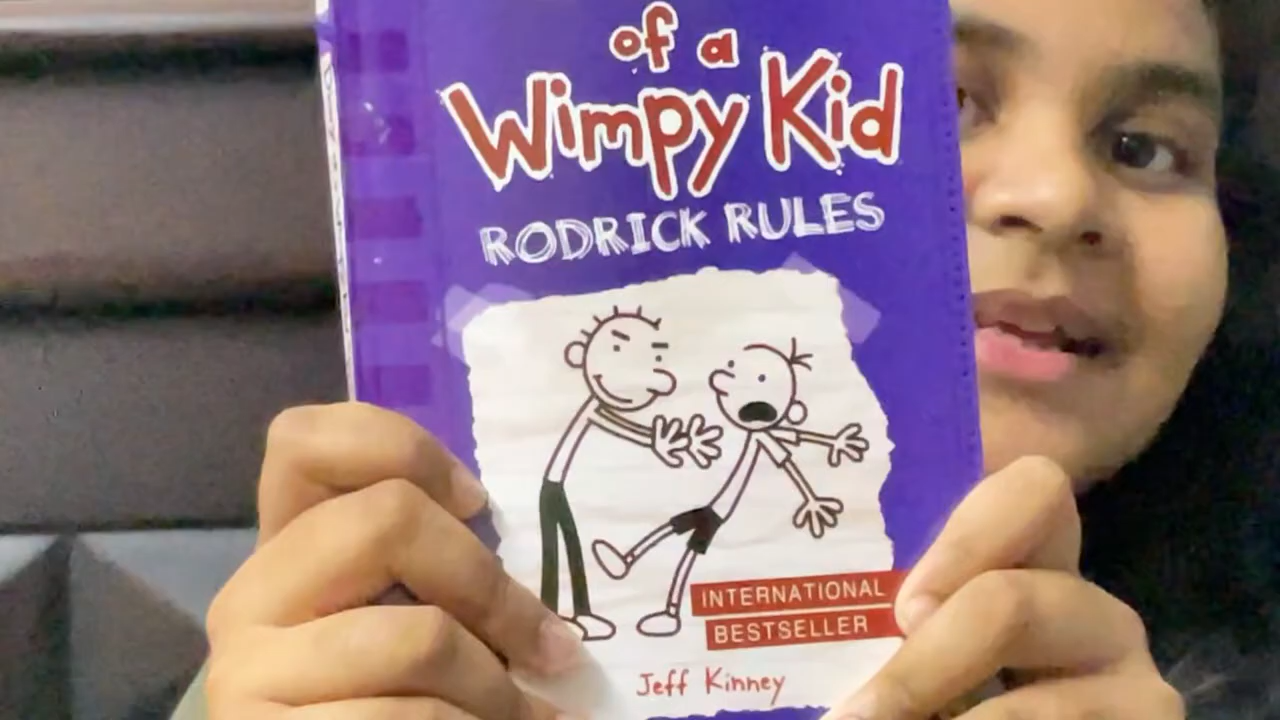 of a
Wimpy Kid
RODRICK RULES
INTERNATIONAL
BESTSELLER
Jeff Kinney